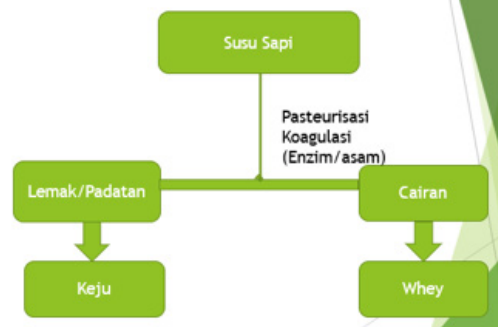 Susu Sapi
Pasteurisasi
Koagulasi
(Enzim/asam)
Lemak/Padatan
Cairan
Keju
Whey